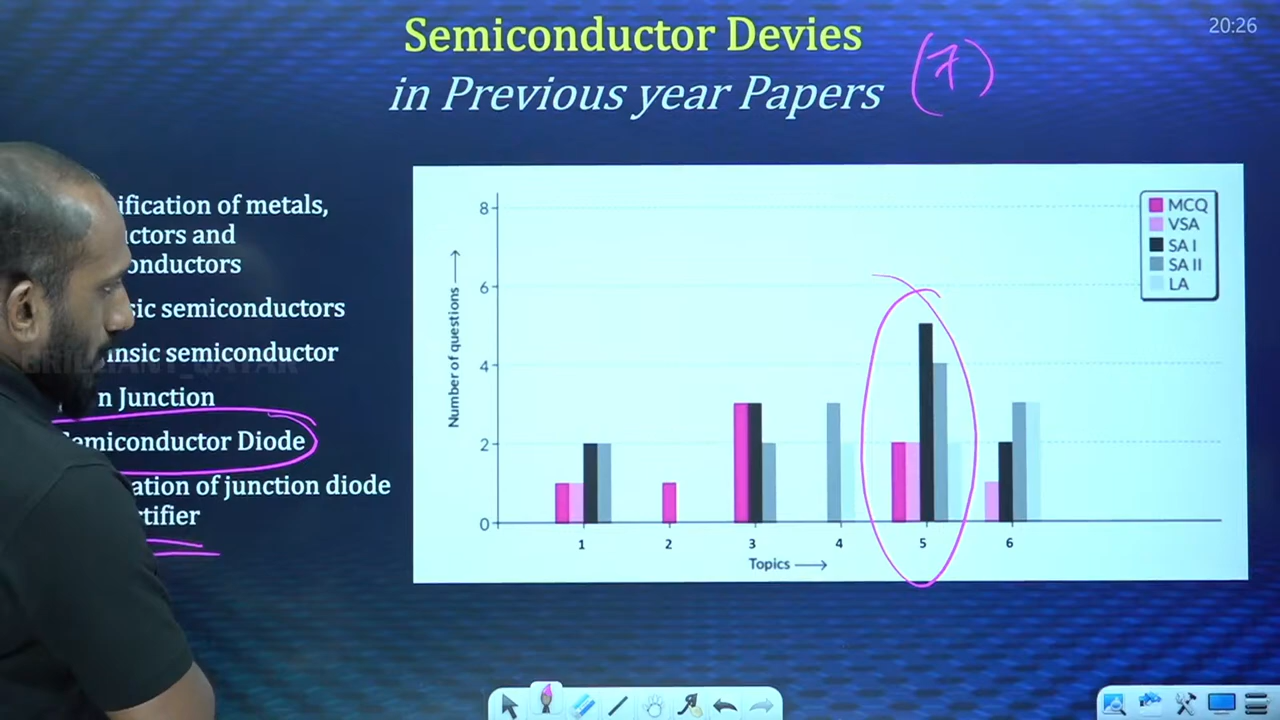 20:26
Semiconductor Devies
in Previous year Papers (7)
ification of metals,
ctors and
onductors
sic semiconductors
insic semiconductor
n Junction
Semiconductor Diode
ation of junction diode
tifier
8
6
4
2
0
Number of questions
1 2 3 4 5 6
Topics
MCQ
VSA
SA I
SA II
LA